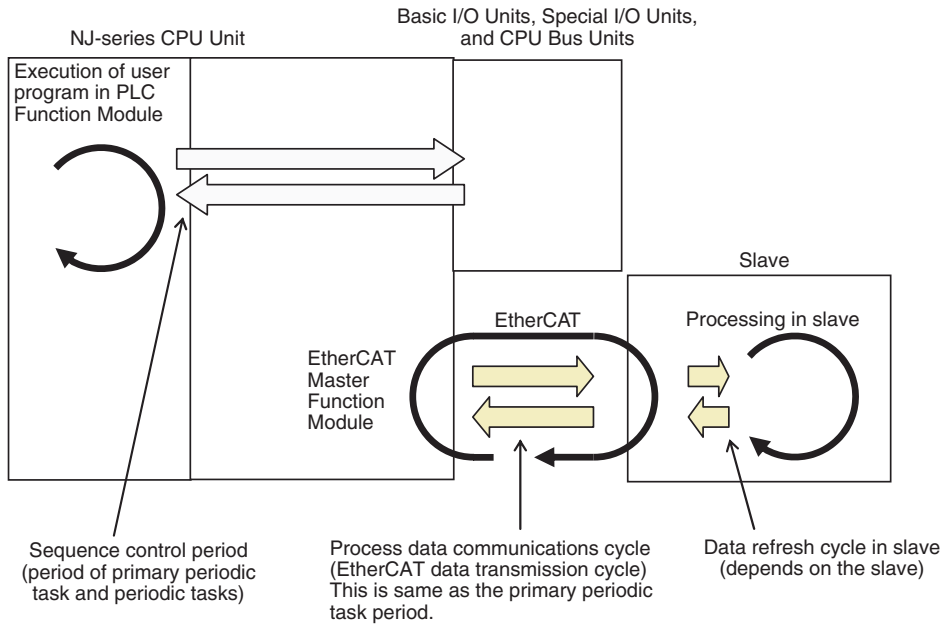 Basic I/O Units, Special I/O Units,
and CPU Bus Units
NJ-series CPU Unit
Execution of user
program in PLC
Function Module
Slave
EtherCAT
Processing in slave
EtherCAT
Master
Function
Module
Sequence control period
(period of primary periodic
task and periodic tasks)
Process data communications cycle
(EtherCAT data transmission cycle)
This is same as the primary periodic
task period.
Data refresh cycle in slave
(depends on the slave)